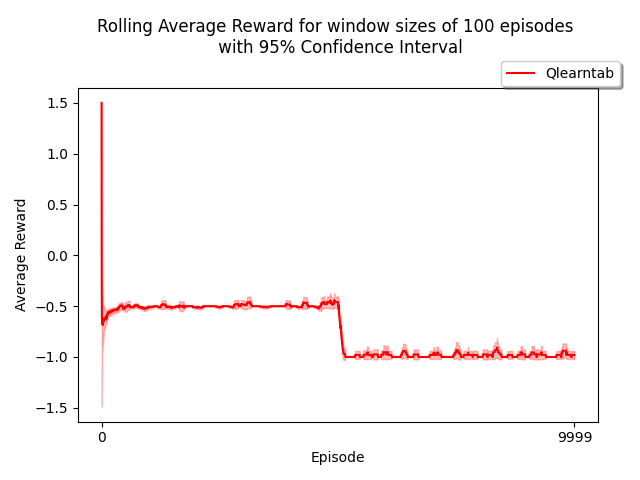 Rolling Average Reward for window sizes of 100 episodes
with 95% Confidence Interval
Qlearntab
1.5
1.0
0.5
0.0
−0.5
−1.0
−1.5
Average Reward
0
9999
Episode